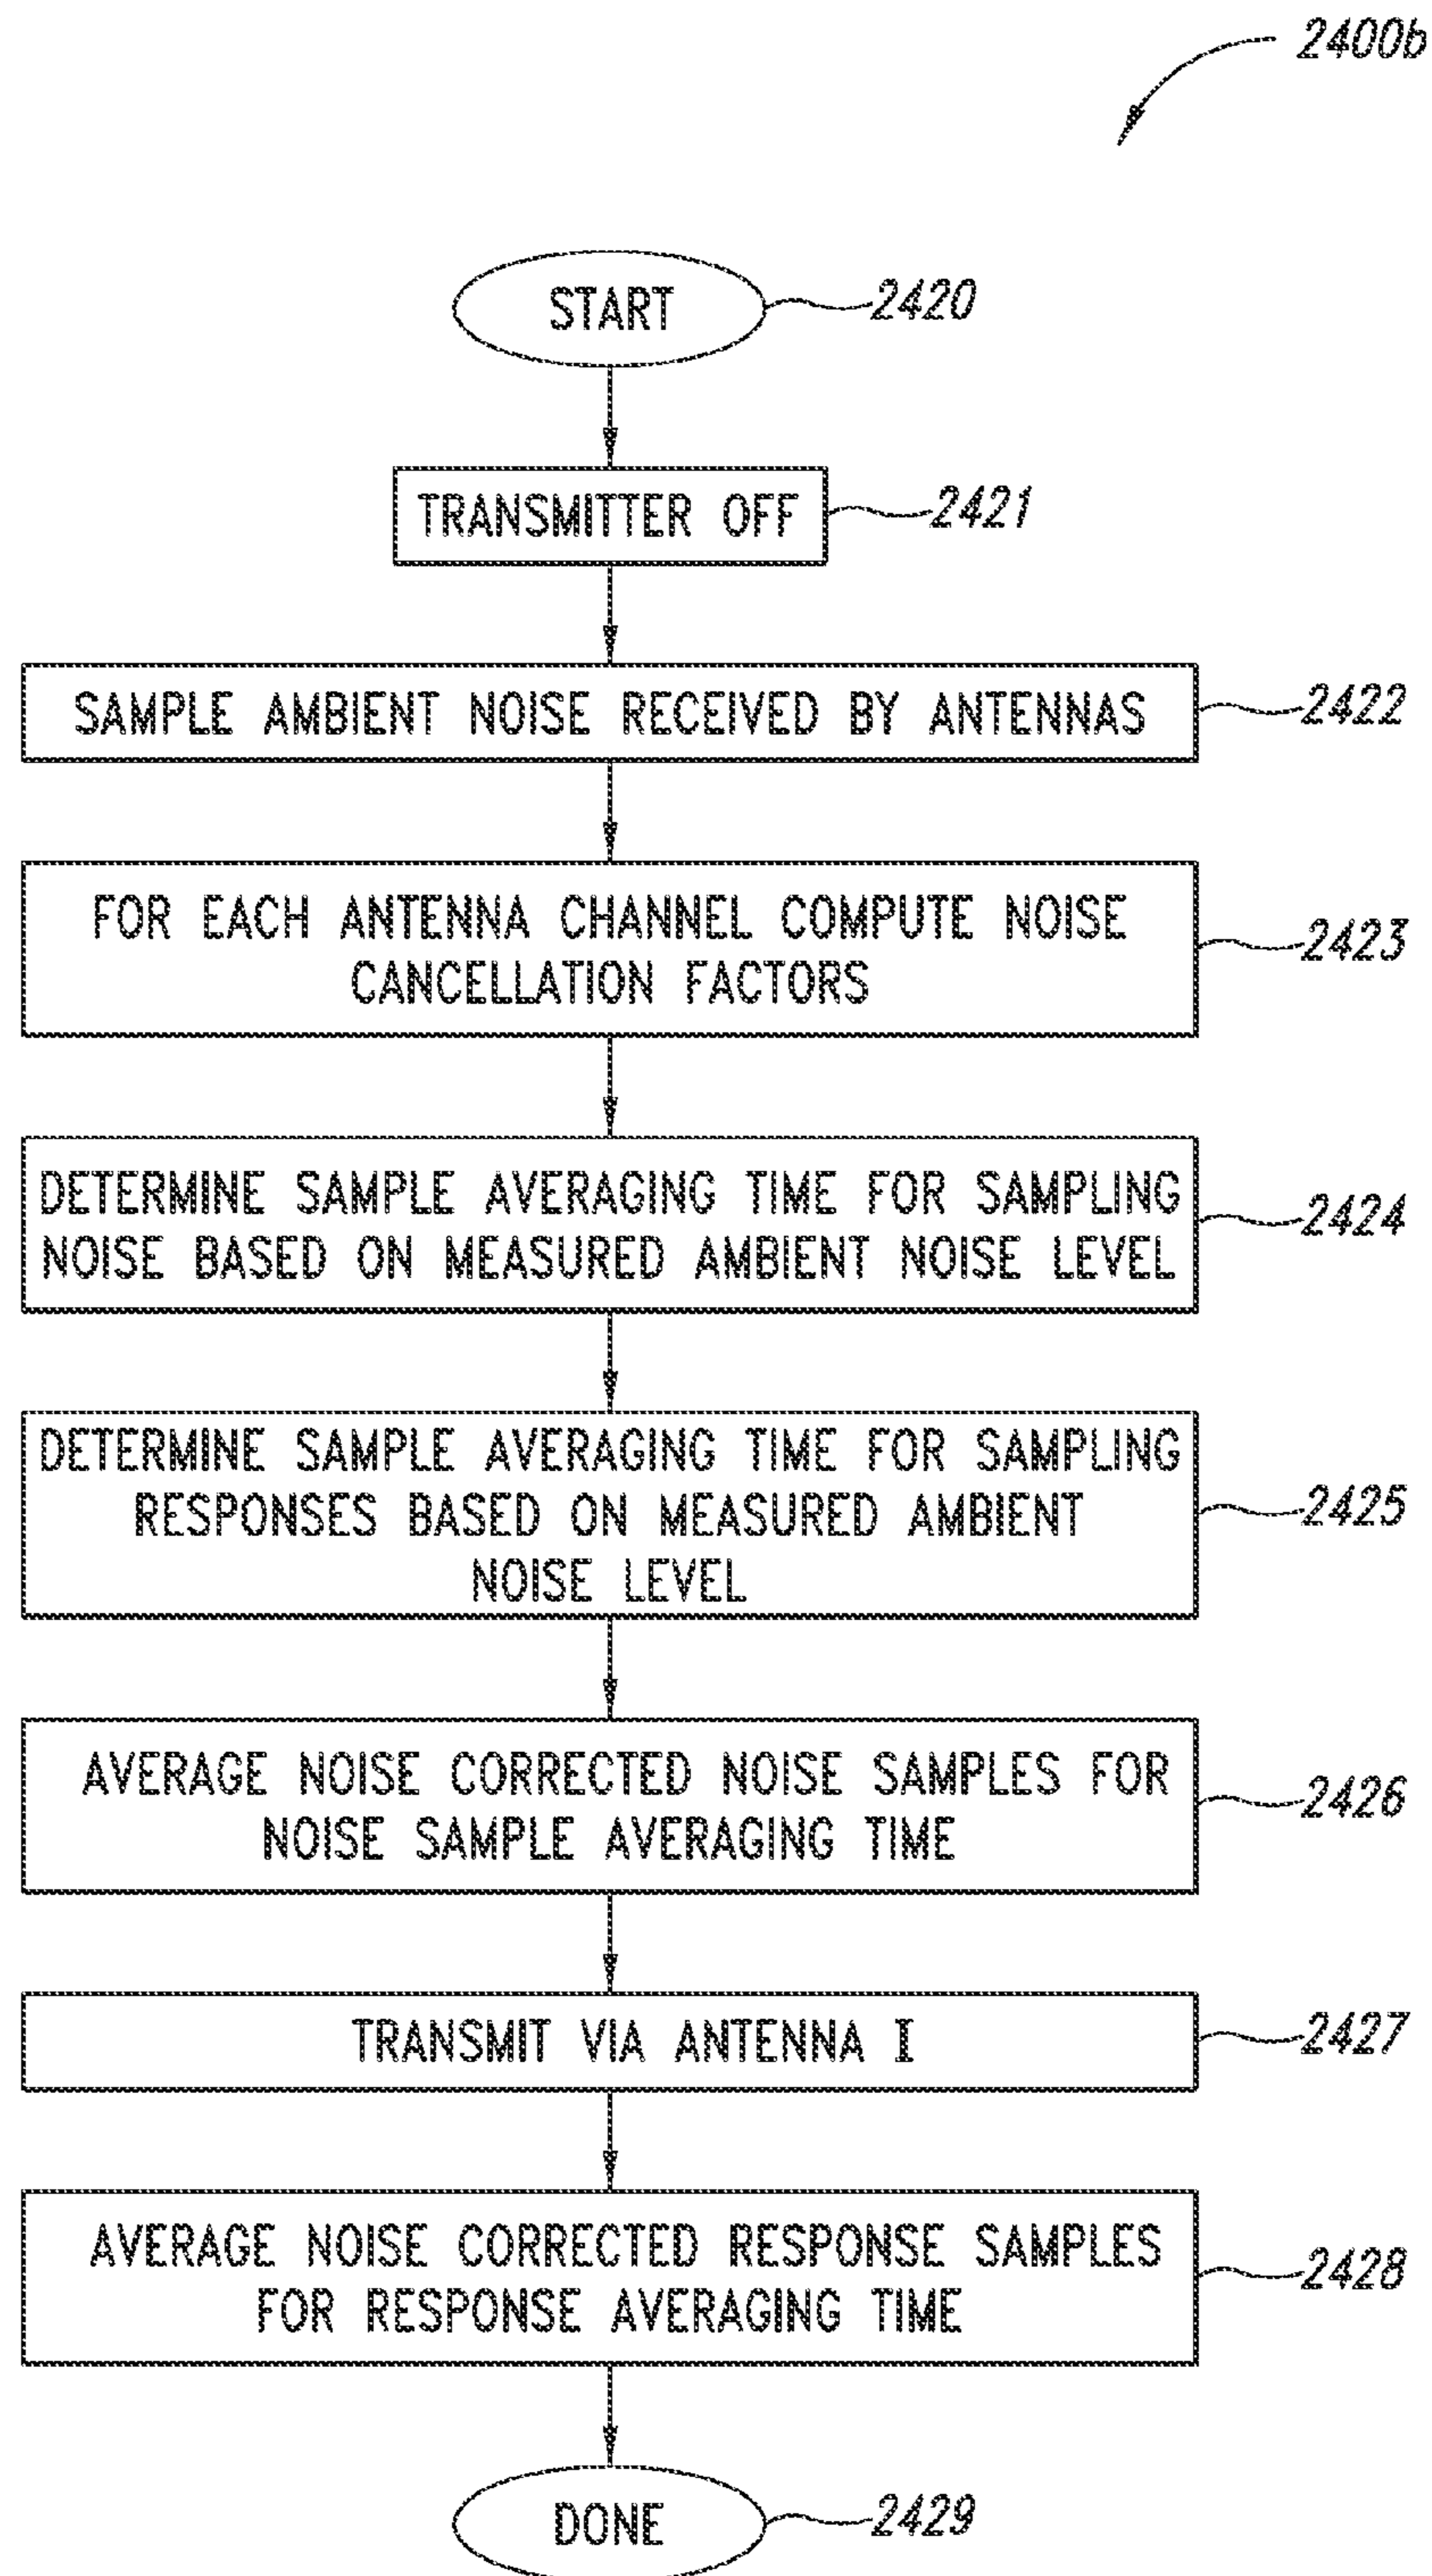 2400b
START
2420
TRANSMITTER OFF
2421
SAMPLE AMBIENT NOISE RECEIVED BY ANTENNAS
2422
FOR EACH ANTENNA CHANNEL COMPUTE NOISE
CANCELLATION FACTORS
2423
DETERMINE SAMPLE AVERAGING TIME FOR SAMPLING
NOISE BASED ON MEASURED AMBIENT NOISE LEVEL
2424
DETERMINE SAMPLE AVERAGING TIME FOR SAMPLING
RESPONSES BASED ON MEASURED AMBIENT
NOISE LEVEL
2425
AVERAGE NOISE CORRECTED NOISE SAMPLES FOR
NOISE SAMPLE AVERAGING TIME
2426
TRANSMIT VIA ANTENNA I
2427
AVERAGE NOISE CORRECTED RESPONSE SAMPLES
FOR RESPONSE AVERAGING TIME
2428
DONE
2429